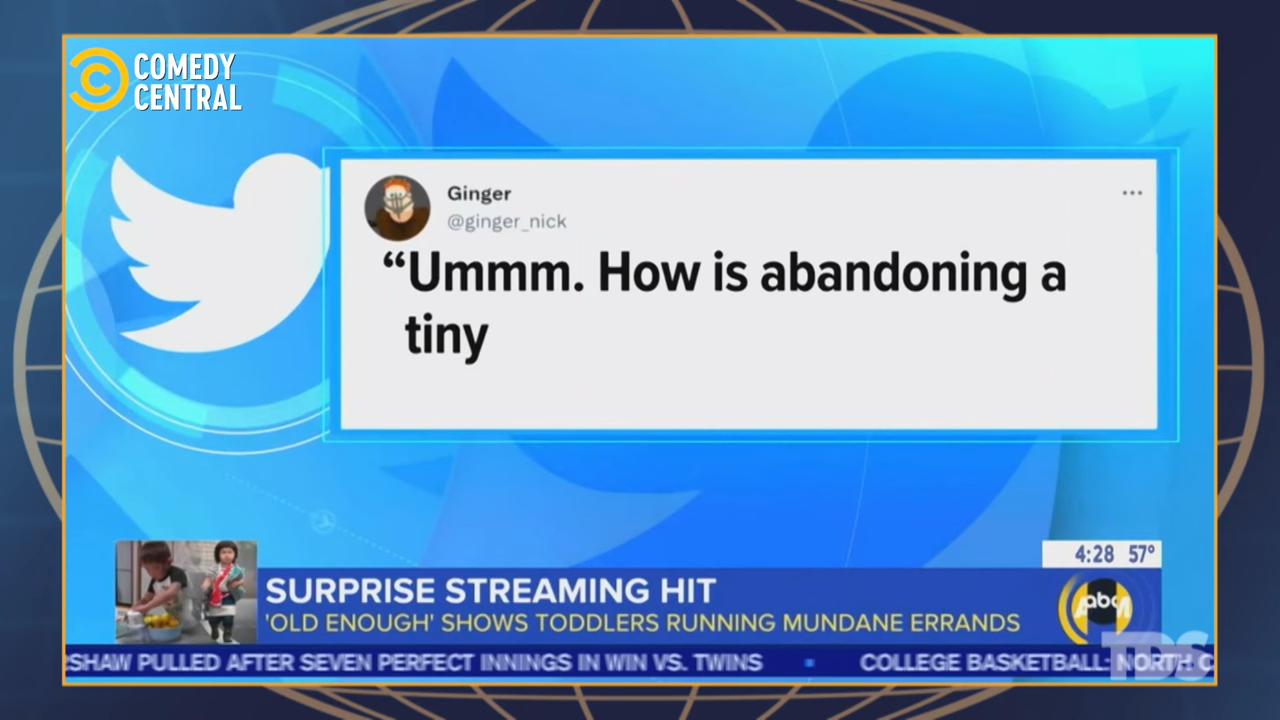 COMEDY
CENTRAL
Ginger
@ginger_nick
“Ummm. How is abandoning a
tiny
4:28 57°
SURPRISE STREAMING HIT
'OLD ENOUGH' SHOWS TODDLERS RUNNING MUNDANE ERRANDS
abc
TDS
RSHAW PULLED AFTER SEVEN PERFECT INNINGS IN WIN VS. TWINS ▪ COLLEGE BASKETBALL: NORTH C